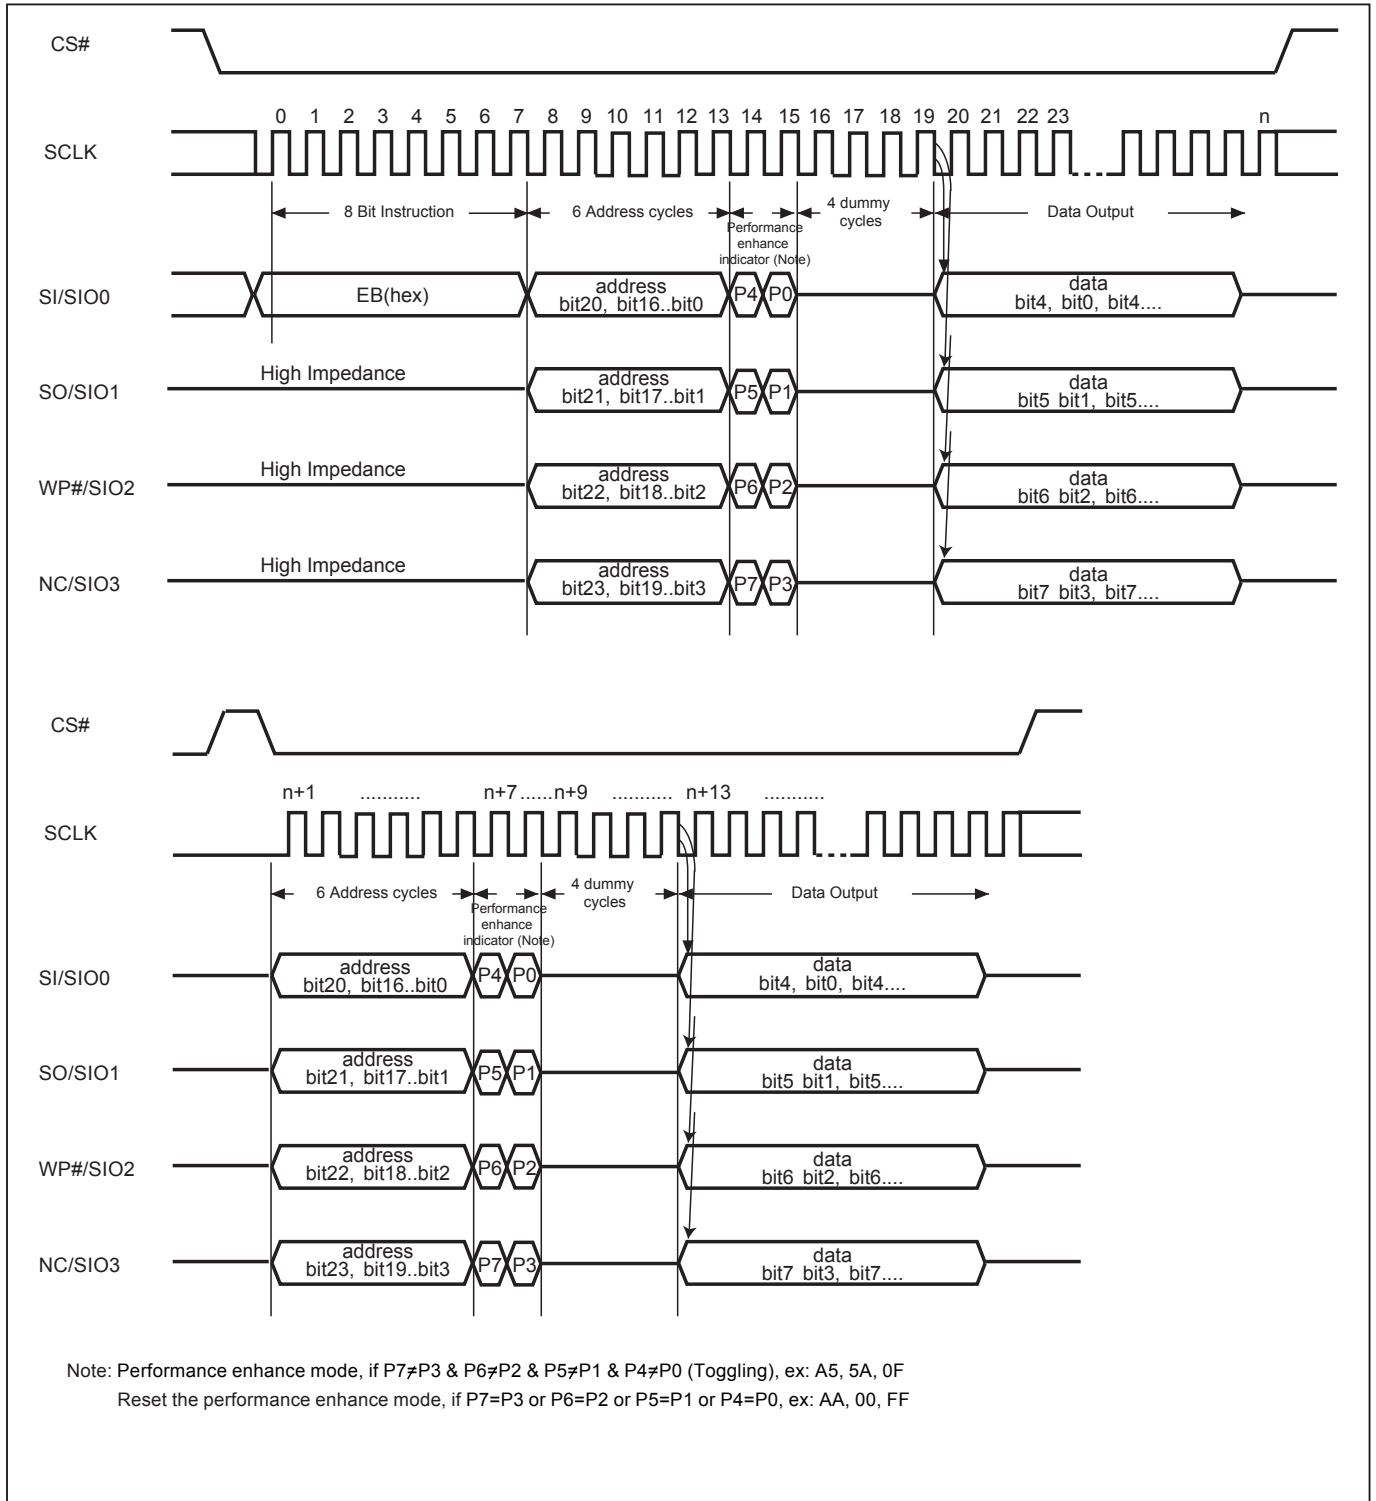 CS#
0 1 2 3 4 5 6 7 8 9 10 11 12 13 14 15 16 17 18 19 20 21 22 23 n
SCLK
8 Bit Instruction 6 Address cycles 4 dummy cycles Data Output
Performance
enhance
indicator (Note)
SI/SIO0 EB(hex) address P4 P0 data
bit20, bit16..bit0 bit4, bit0, bit4....
SO/SIO1 High Impedance address P5 P1 data
bit21, bit17..bit1 bit5 bit1, bit5....
WP#/SIO2 High Impedance address P6 P2 data
bit22, bit18..bit2 bit6 bit2, bit6....
NC/SIO3 High Impedance address P7 P3 data
bit23, bit19..bit3 bit7 bit3, bit7....
CS#
n+1 ........... n+7 ......n+9 ........... n+13 ...........
SCLK
6 Address cycles 4 dummy cycles Data Output
Performance
enhance
indicator (Note)
SI/SIO0 address P4 P0 data
bit20, bit16..bit0 bit4, bit0, bit4....
SO/SIO1 address P5 P1 data
bit21, bit17..bit1 bit5 bit1, bit5....
WP#/SIO2 address P6 P2 data
bit22, bit18..bit2 bit6 bit2, bit6....
NC/SIO3 address P7 P3 data
bit23, bit19..bit3 bit7 bit3, bit7....
Note: Performance enhance mode, if P7≠P3 & P6≠P2 & P5≠P1 & P4≠P0 (Toggling), ex: A5, 5A, 0F
Reset the performance enhance mode, if P7=P3 or P6=P2 or P5=P1 or P4=P0, ex: AA, 00, FF